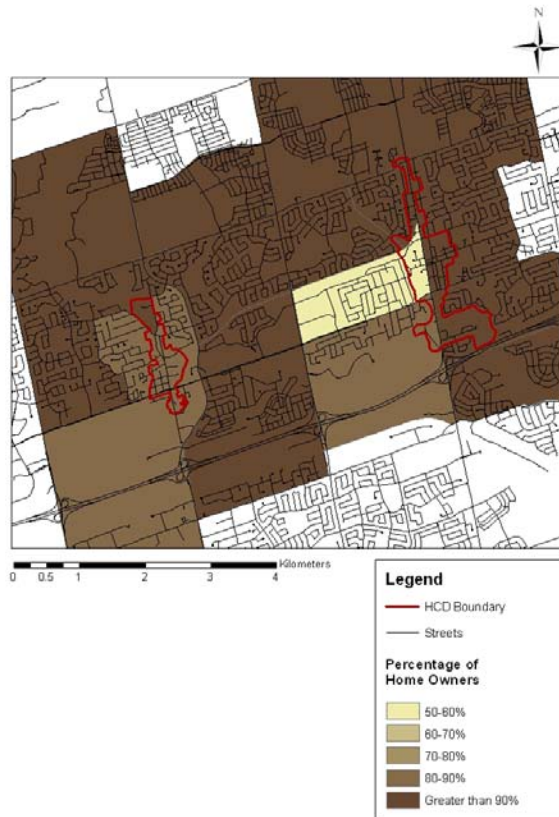 N
0 0.5 1 2 3 4 Kilometers
Legend
HCD Boundary
Streets
Percentage of
Home Owners
50-60%
60-70%
70-80%
80-90%
Greater than 90%